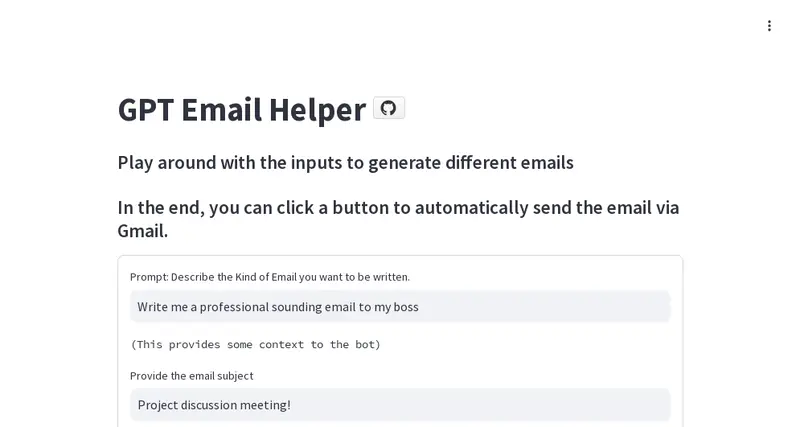 GPT Email Helper
Play around with the inputs to generate different emails
In the end, you can click a button to automatically send the email via
Gmail.
Prompt: Describe the Kind of Email you want to be written.
Write me a professional sounding email to my boss
(This provides some context to the bot)
Provide the email subject
Project discussion meeting!